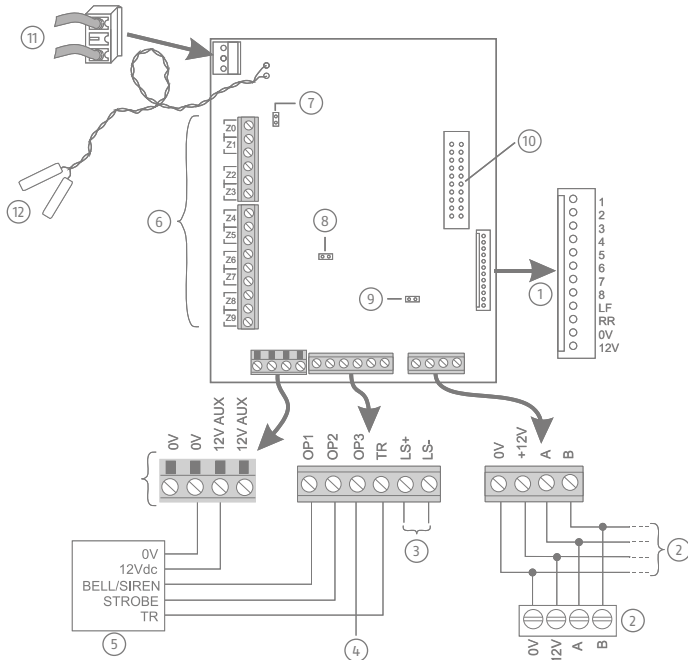 11
7
10
Z0
Z1
Z2
Z3
6
12
Z4
Z5
8
Z6
Z7
Z8
Z9
9
1
1
2
3
4
5
6
7
8
LF
RR
0V
12V
0V
0V
12V AUX
12V AUX
OP1
OP2
OP3
TR
LS+
LS-
0V
+12V
A
B
3
2
0V
12Vdc
BELL/SIREN
STROBE
TR
5
4
2
0V
12V
A
B